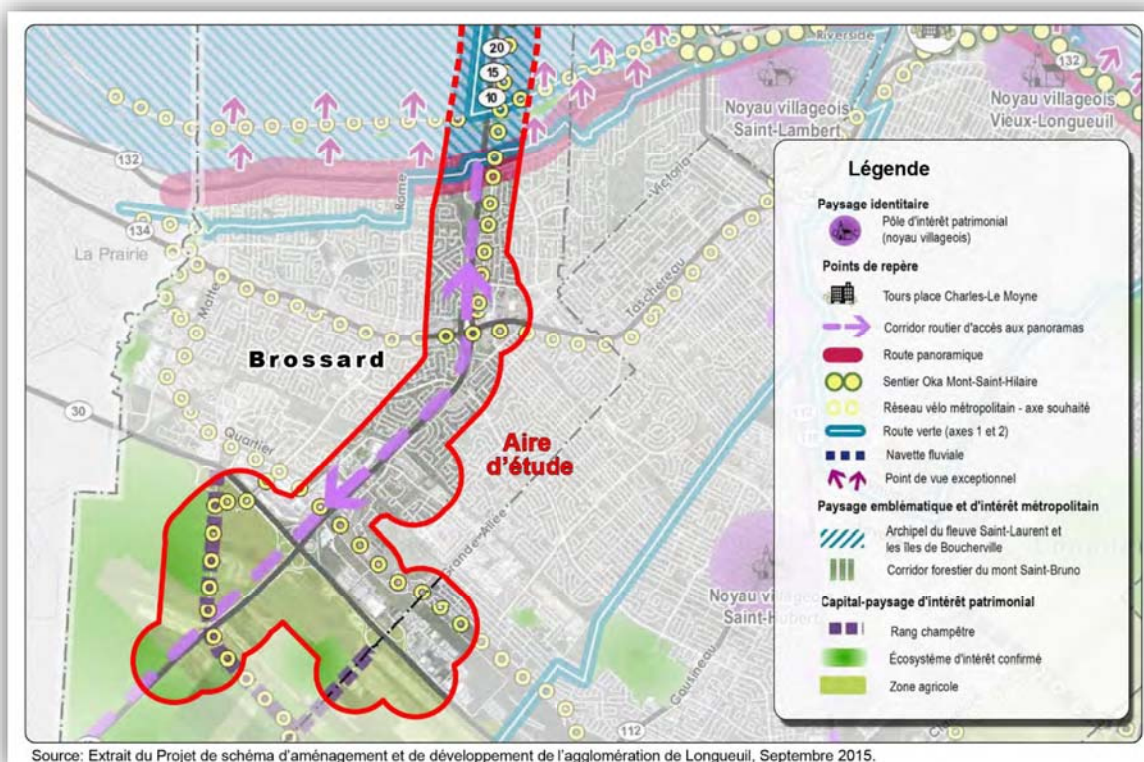 20
15
10
Riverside
132
Noyau villageois
Saint-Lambert
Noyau villageois
Vieux-Longueuil
132
Rome
Victoria
134
La Prairie
Malte
Taschereau
Brossard
30
Quartier
Aire
d'étude
Grande-Allée
Noyau villageois
Saint-Hubert
Cousineau
112
Légende
Paysage identitaire
Pôle d'intérêt patrimonial
(noyau villageois)
Points de repère
Tours place Charles-Le Moyne
Corridor routier d'accès aux panoramas
Route panoramique
Sentier Oka Mont-Saint-Hilaire
Réseau vélo métropolitain - axe souhaité
Route verte (axes 1 et 2)
Navette fluviale
Point de vue exceptionnel
Paysage emblématique et d'intérêt métropolitain
Archipel du fleuve Saint-Laurent et
les îles de Boucherville
Corridor forestier du mont Saint-Bruno
Capital-paysage d'intérêt patrimonial
Rang champêtre
Écosystème d'intérêt confirmé
Zone agricole
Source: Extrait du Projet de schéma d'aménagement et de développement de l'agglomération de Longueuil, Septembre 2015.